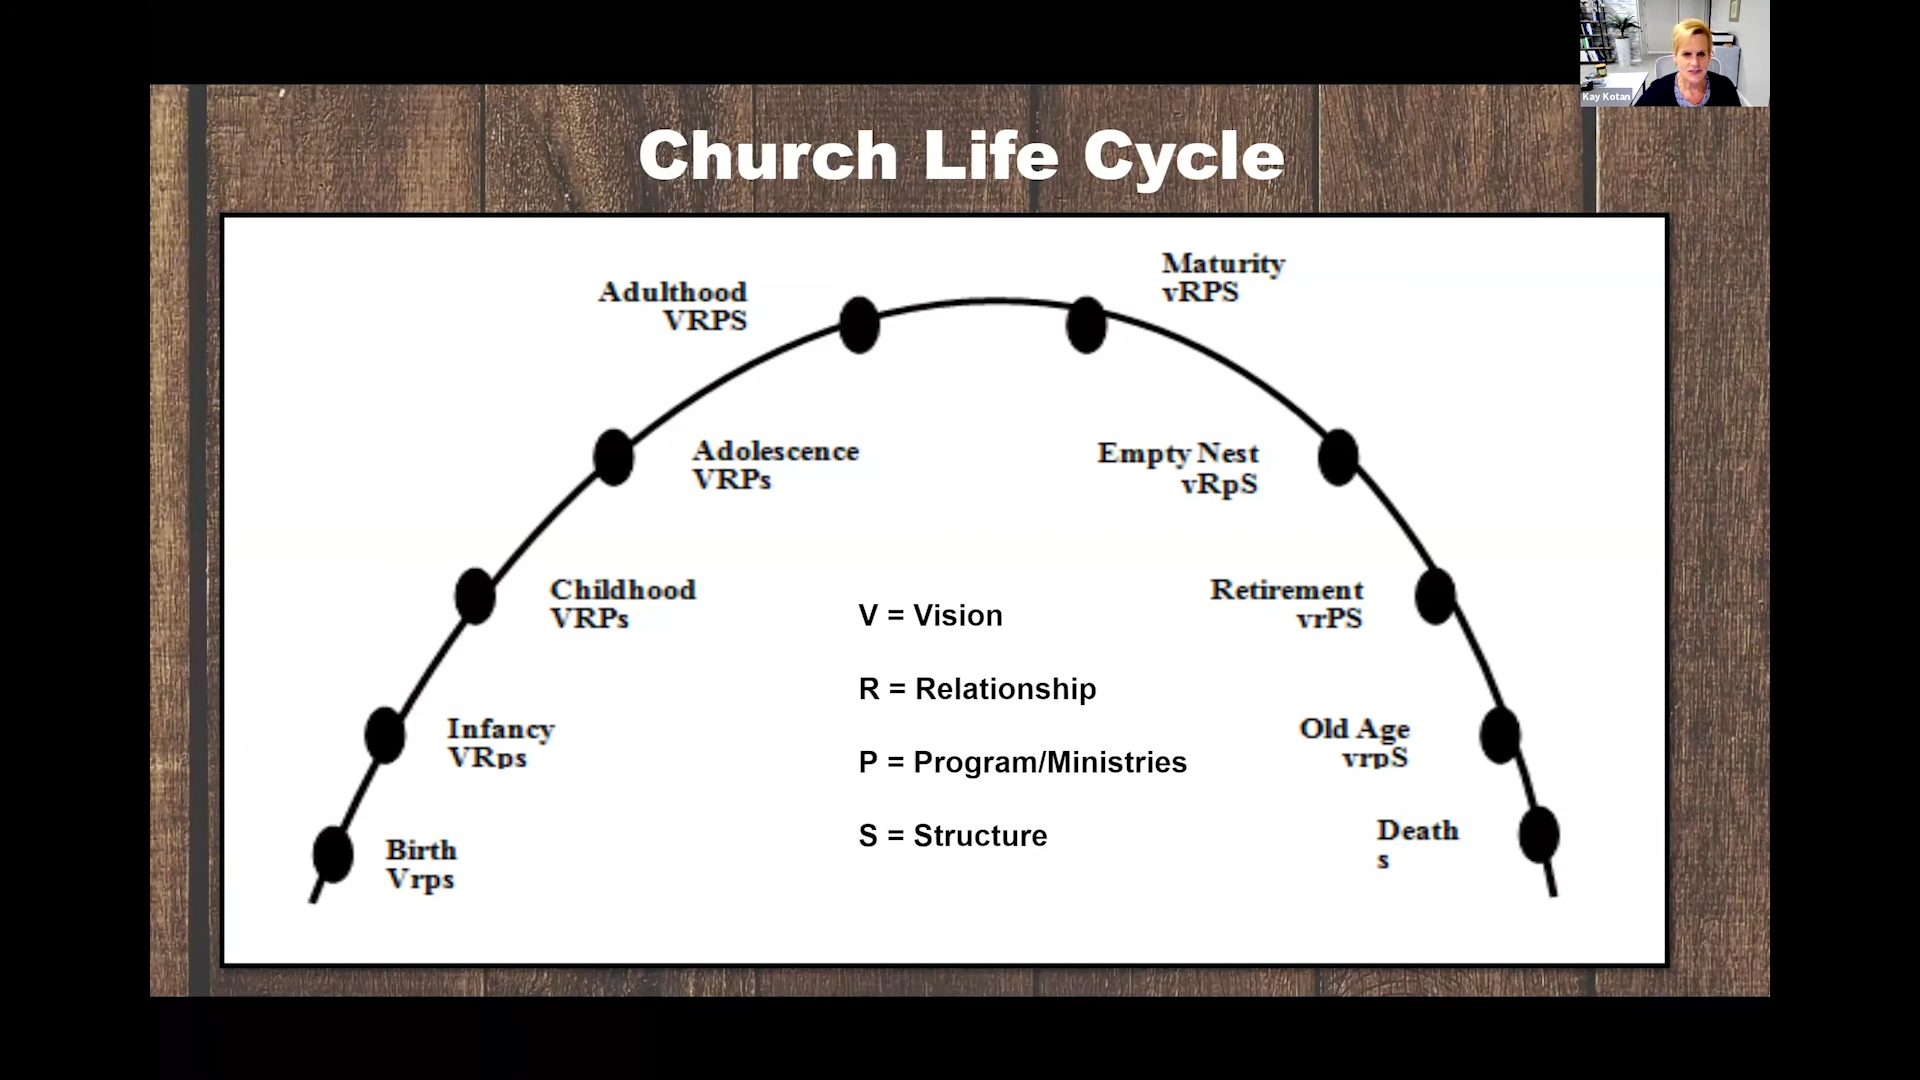 Kay Kotan
Church Life Cycle
Maturity
vRPS
Adulthood
VRPS
Adolescence
VRPs
Empty Nest
vRpS
Childhood
VRPs
Retirement
vrPS
V = Vision
R = Relationship
Infancy
VRps
Old Age
vrpS
P = Program/Ministries
S = Structure
Death
s
Birth
Vrps